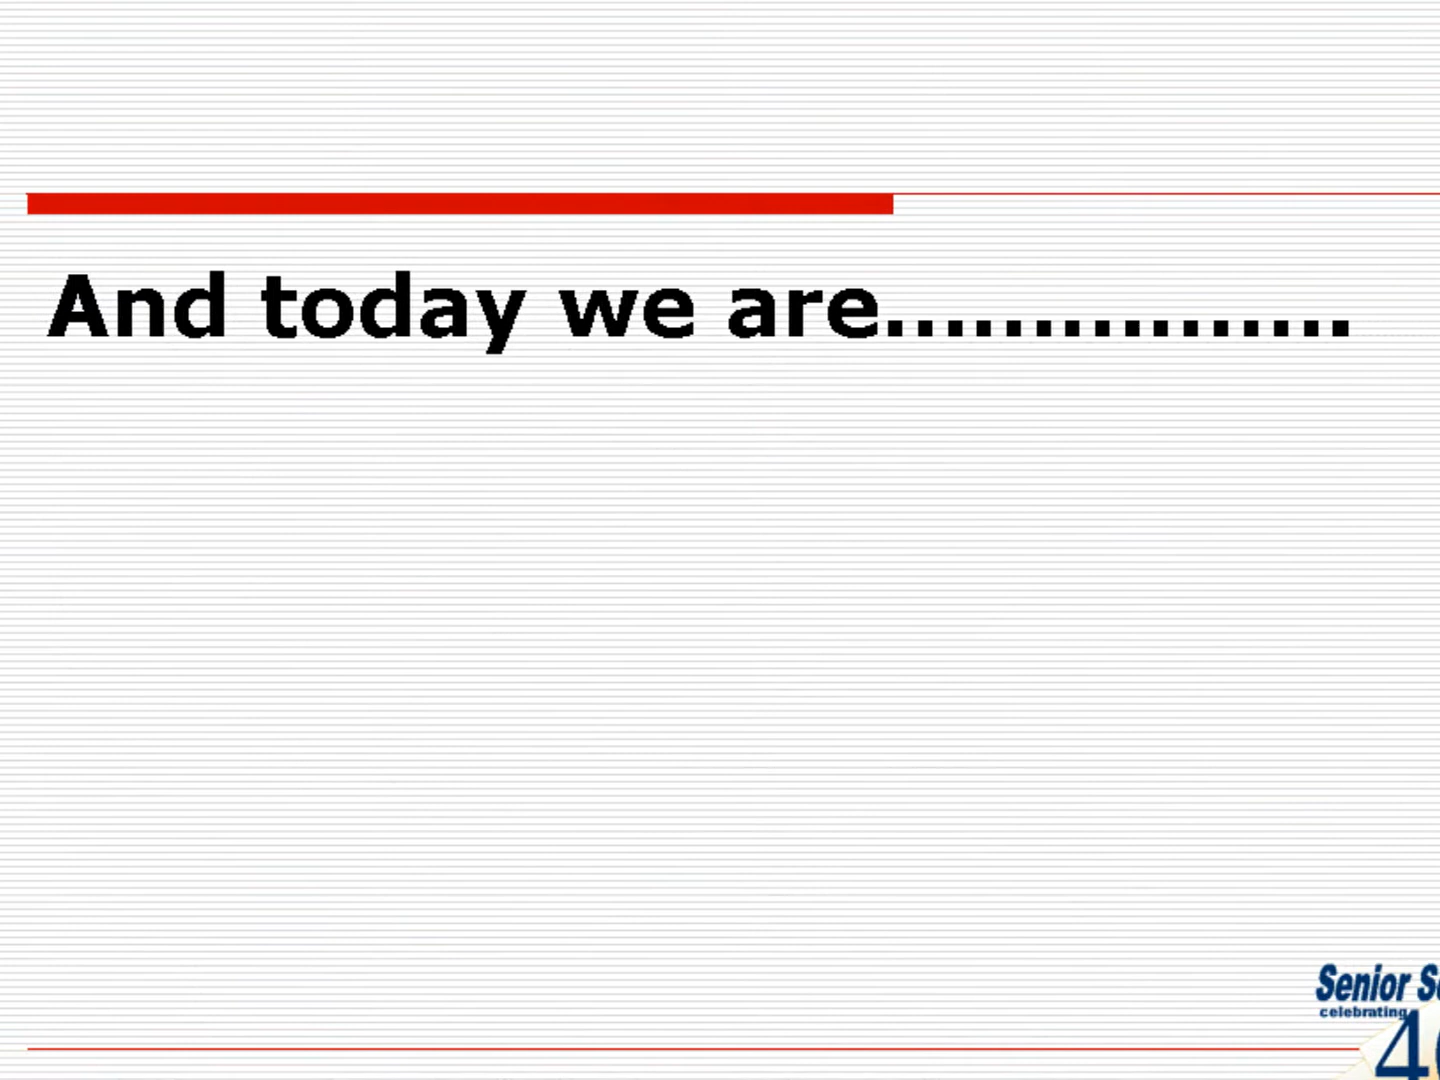 And today we are................
Senior
celebrating